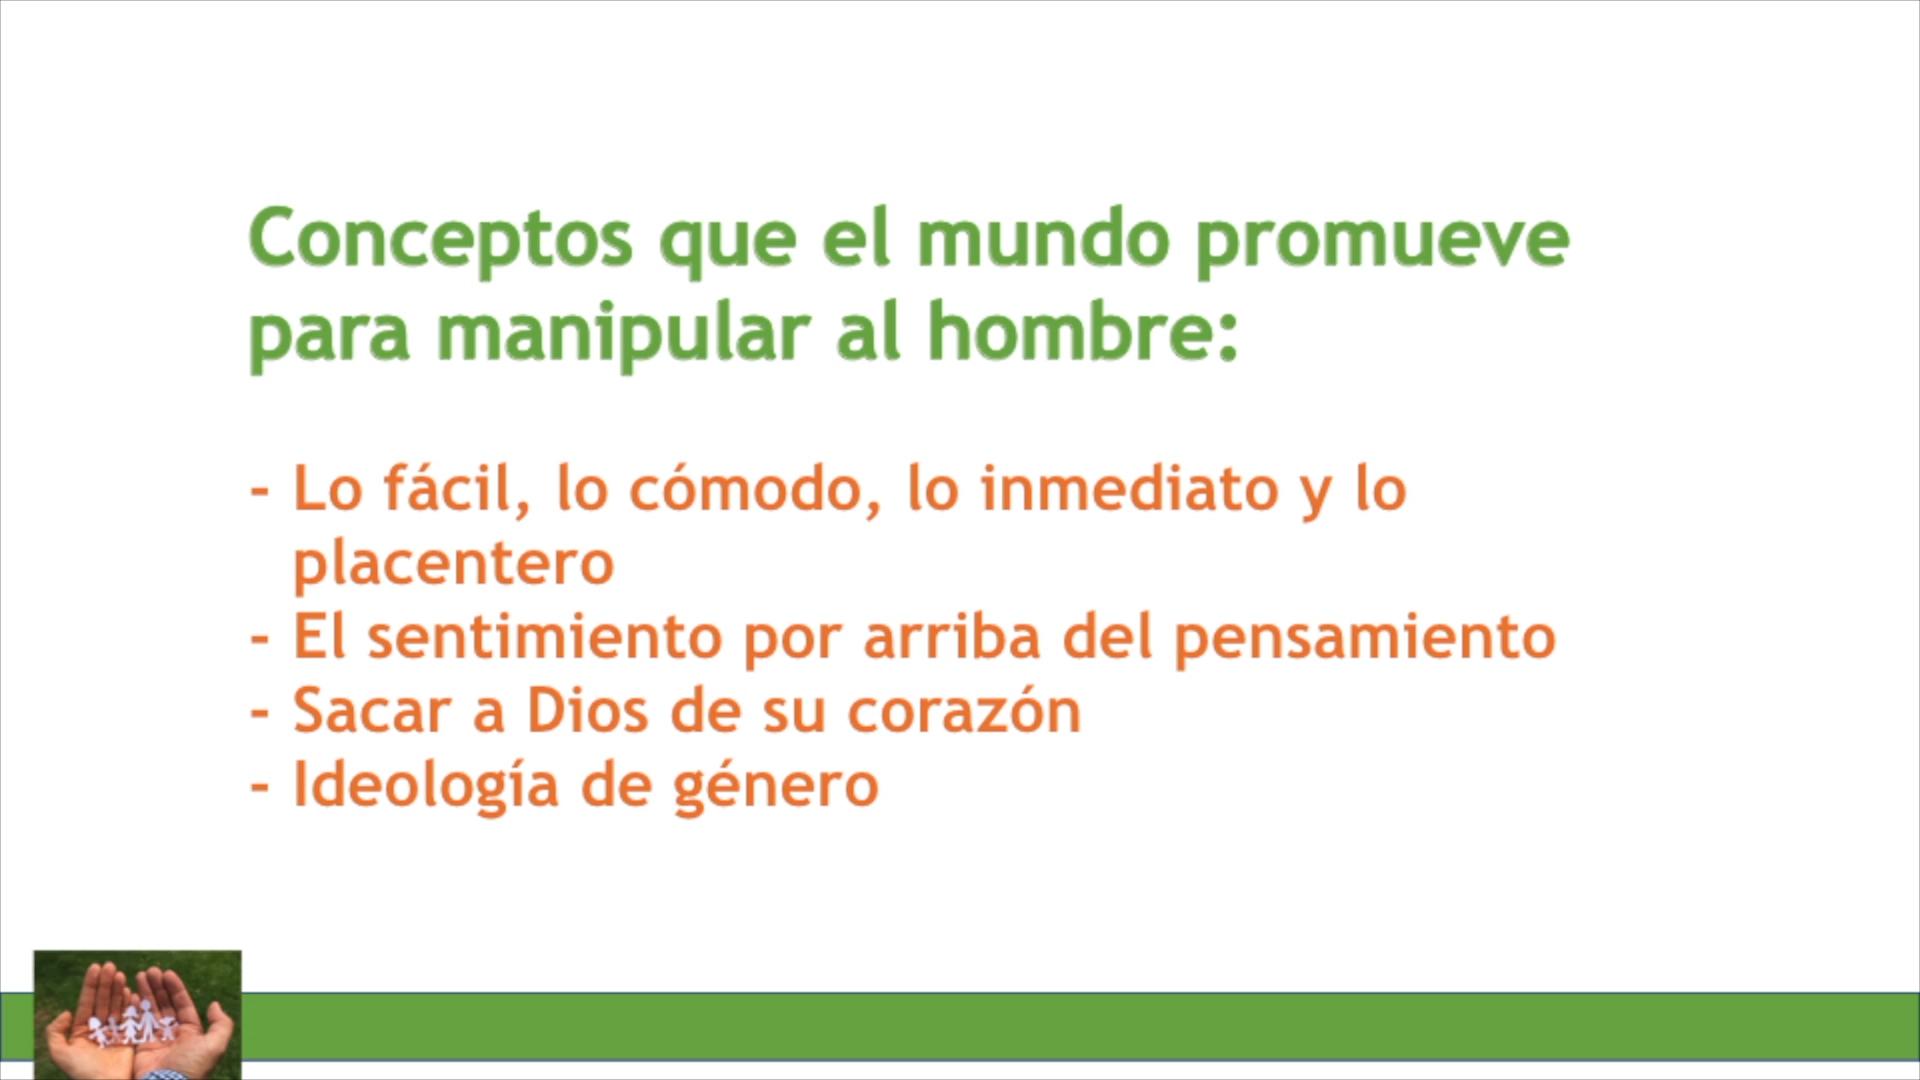 Conceptos que el mundo promueve
para manipular al hombre:
- Lo fácil, lo cómodo, lo inmediato y lo
placentero
- El sentimiento por arriba del pensamiento
- Sacar a Dios de su corazón
- Ideología de género